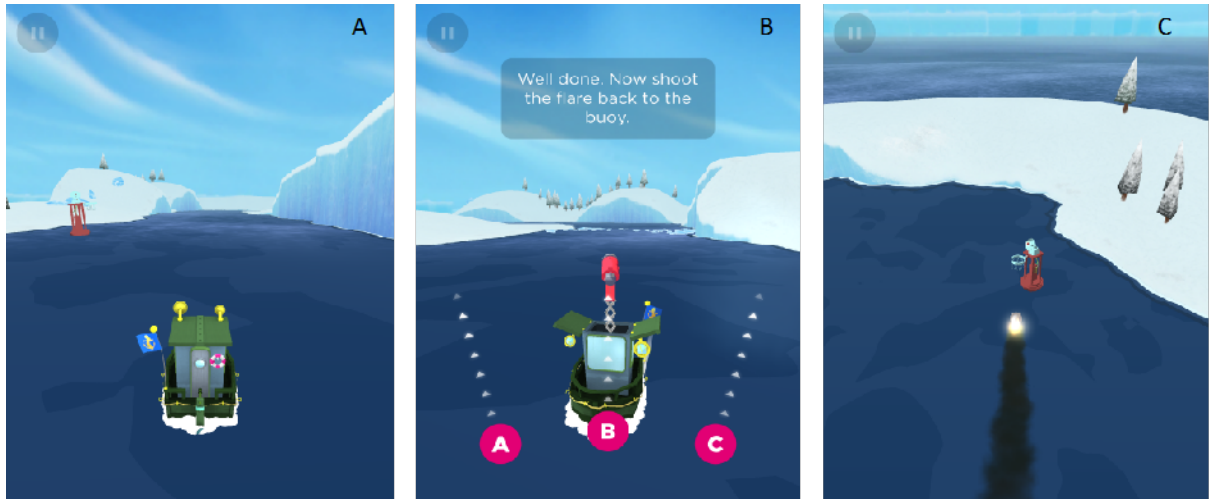 A
B
C
Well done. Now shoot
the flare back to the
buoy.
A
B
C